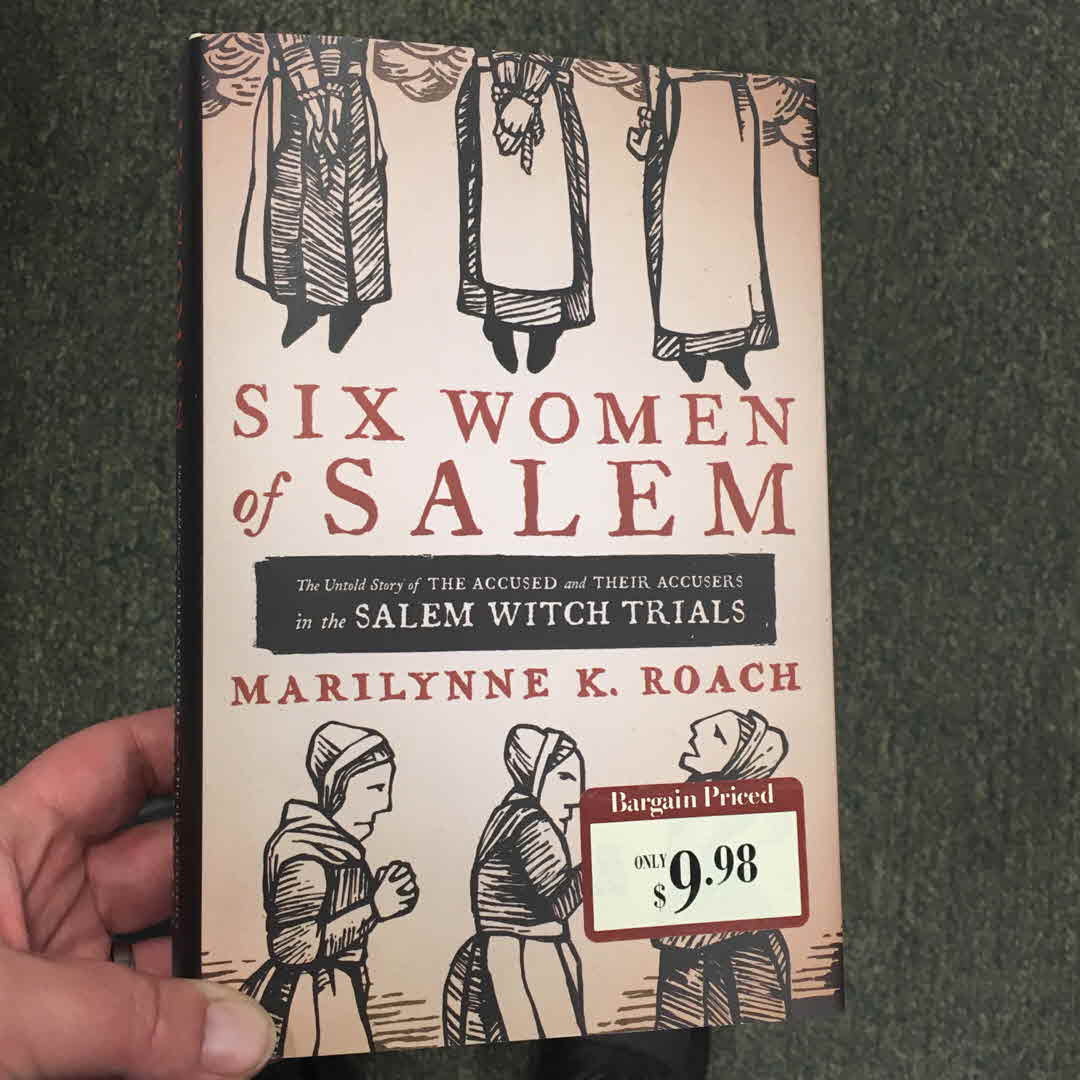 SIX WOMEN
of SALEM
The Untold Story of THE ACCUSED and THEIR ACCUSERS
in the SALEM WITCH TRIALS
MARILYNNE K. ROACH
Bargain Priced
ONLY
$9.98